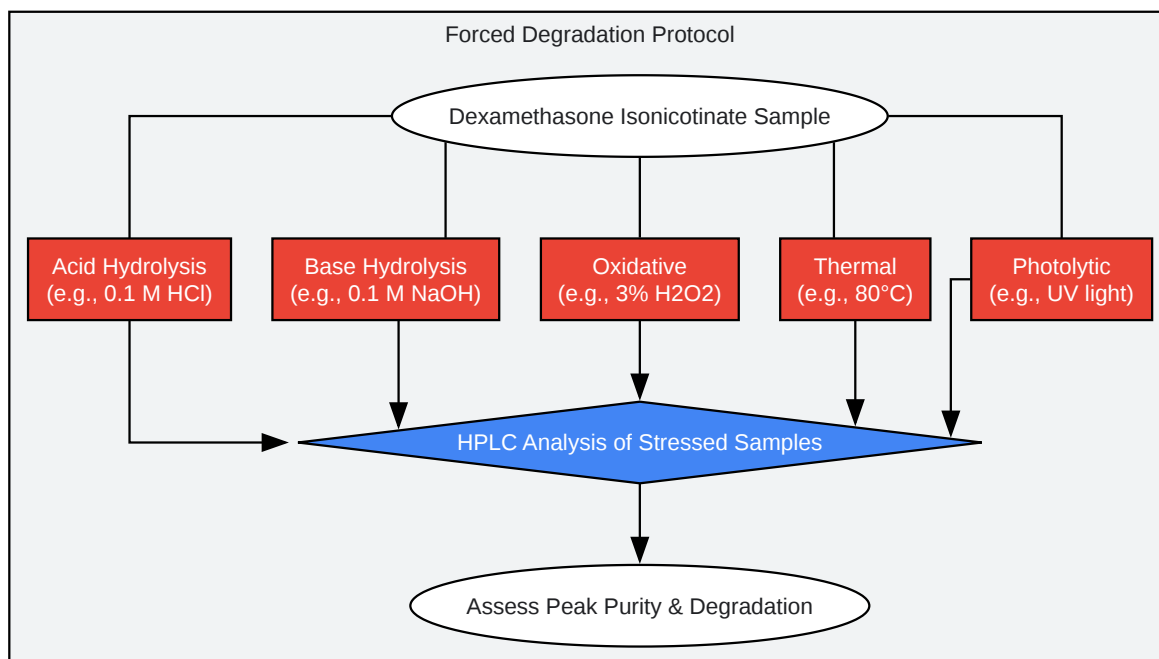 Forced Degradation Protocol
Dexamethasone Isonicotinate Sample
Acid Hydrolysis
(e.g., 0.1 M HCl)
Base Hydrolysis
(e.g., 0.1 M NaOH)
Oxidative
(e.g., 3% H2O2)
Thermal
(e.g., 80°C)
Photolytic
(e.g., UV light)
HPLC Analysis of Stressed Samples
Assess Peak Purity & Degradation